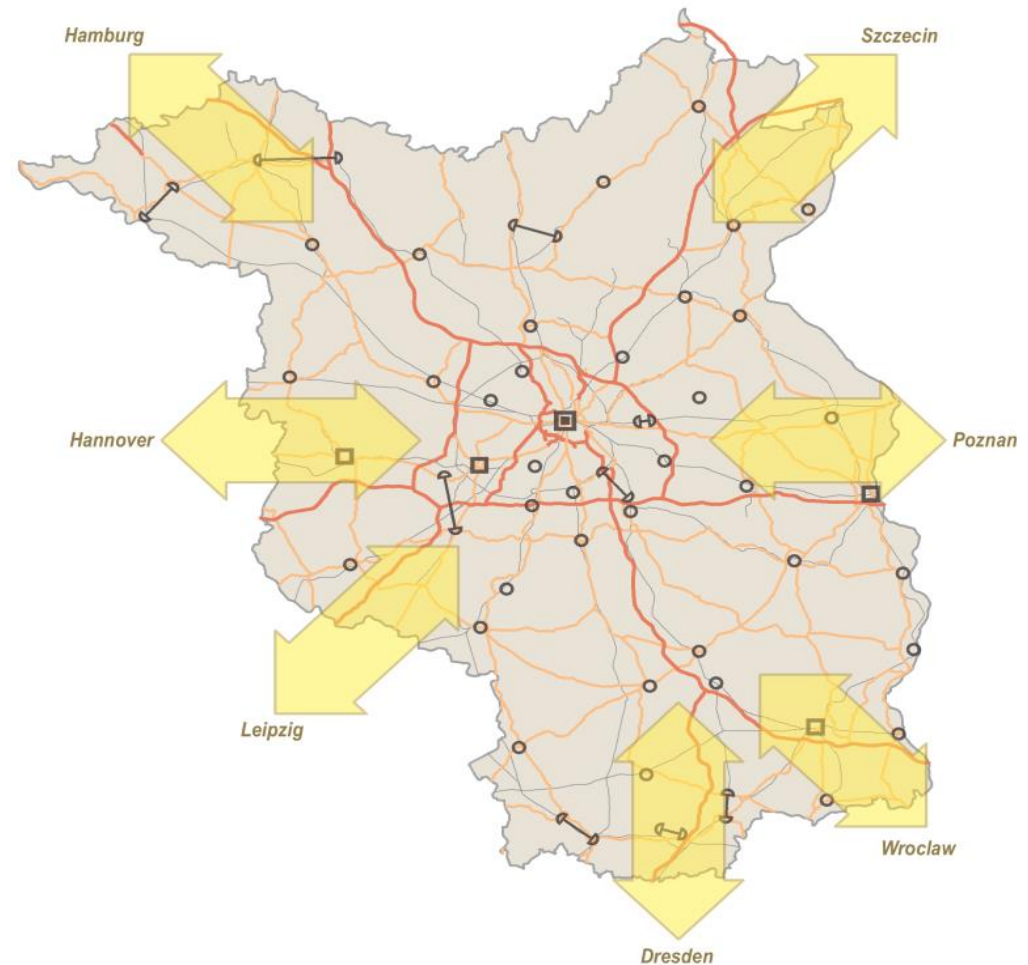 Hamburg
Szczecin
Hannover
Poznan
Leipzig
Wroclaw
Dresden